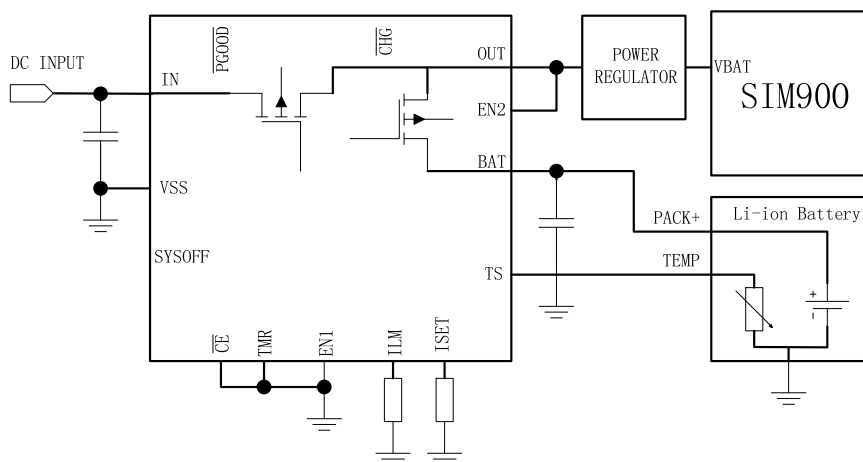 DC INPUT
IN
PGOOD
CHG
OUT
EN2
BAT
VSS
SYSOFF
TS
CE
TMR
EN1
ILM
ISET
POWER
REGULATOR
VBAT
SIM900
PACK+
Li-ion Battery
TEMP
+
-